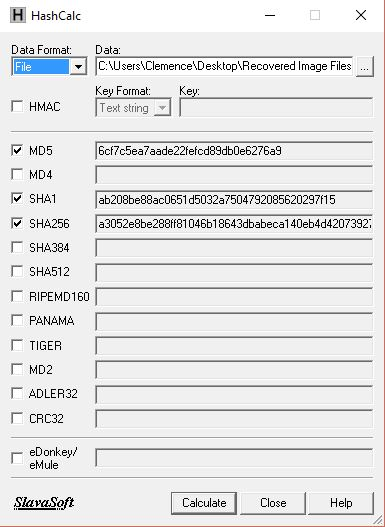 HashCalc
Data Format: Data:
File C:\Users\Clemence\Desktop\Recovered Image Files ...
Key Format: Key:
HMAC Text string
MD5 6cf7c5ea7aade22fefcd89db0e6276a9
MD4
SHA1 ab208be88ac0651d5032a7504792085620297f15
SHA256 a3052e8be288ff81046b18643dbabeca140eb4d42073927
SHA384
SHA512
RIPEMD160
PANAMA
TIGER
MD2
ADLER32
CRC32
eDonkey/
eMule
SlavaSoft Calculate Close Help